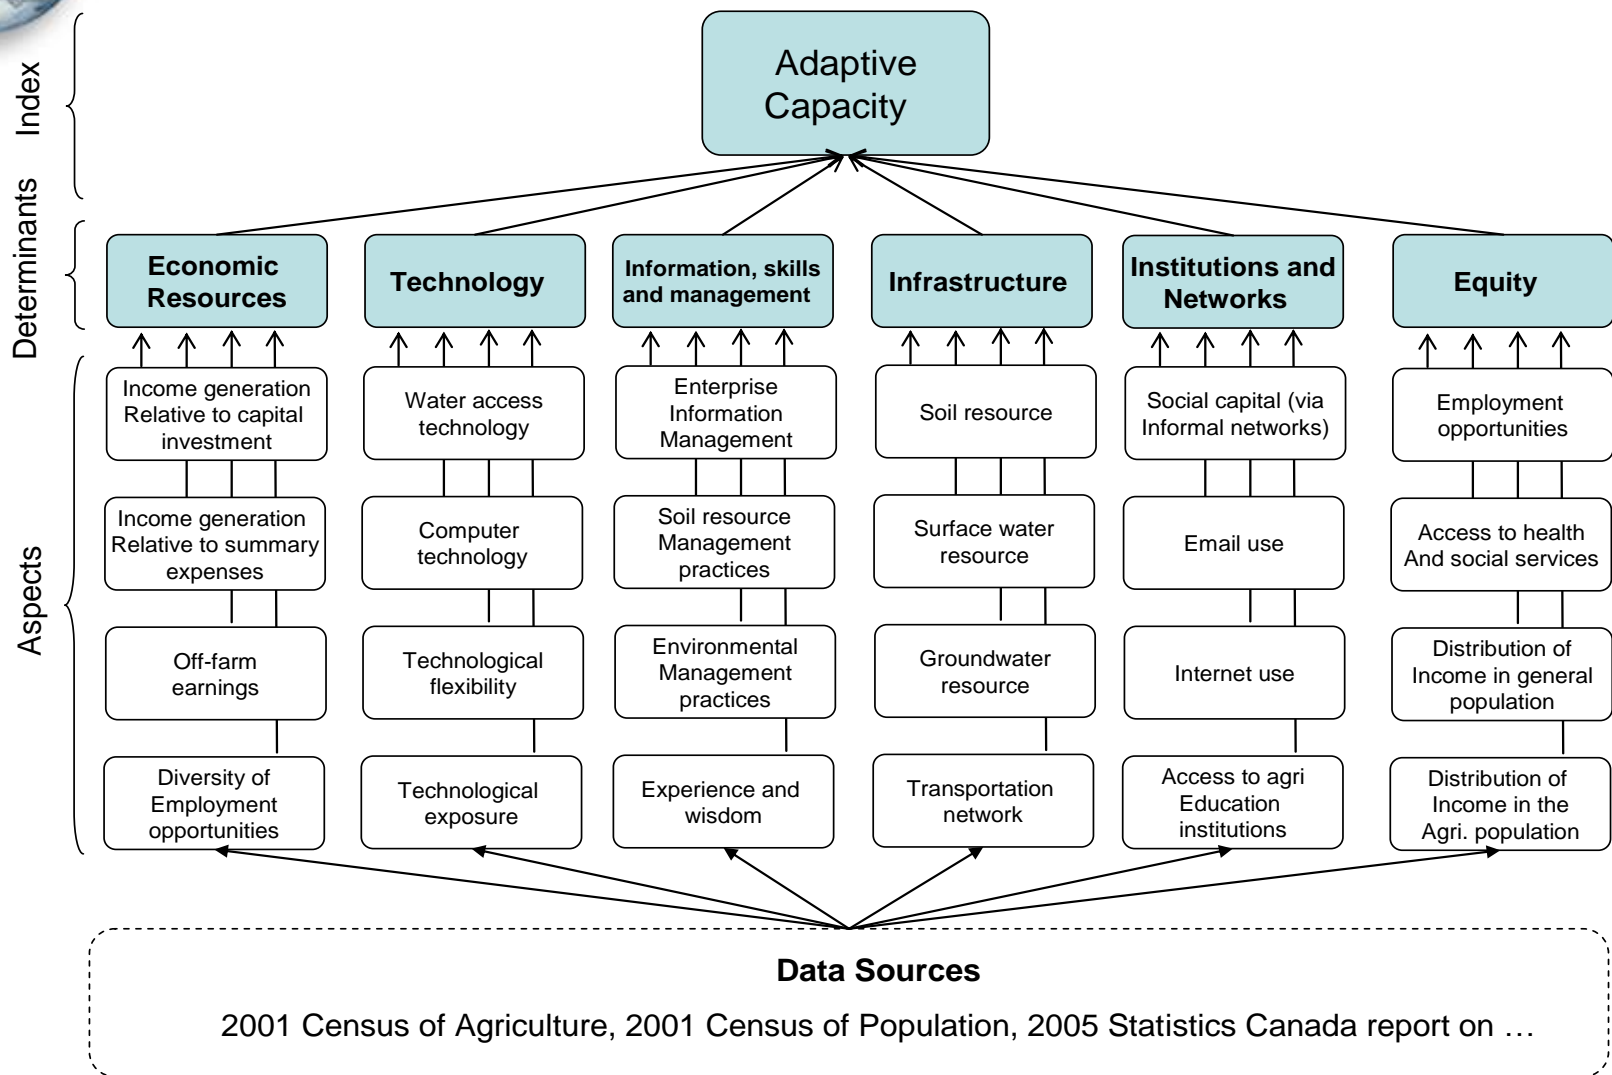 Index
Adaptive
Capacity
Determinants
Economic
Resources
Technology
Information, skills
and management
Infrastructure
Institutions and
Networks
Equity
Aspects
Income generation
Relative to capital
investment
Water access
technology
Enterprise
Information
Management
Soil resource
Social capital (via
Informal networks)
Employment
opportunities
Income generation
Relative to summary
expenses
Computer
technology
Soil resource
Management
practices
Surface water
resource
Email use
Access to health
And social services
Off-farm
earnings
Technological
flexibility
Environmental
Management
practices
Groundwater
resource
Internet use
Distribution of
Income in general
population
Diversity of
Employment
opportunities
Technological
exposure
Experience and
wisdom
Transportation
network
Access to agri
Education
institutions
Distribution of
Income in the
Agri. population
Data Sources
2001 Census of Agriculture, 2001 Census of Population, 2005 Statistics Canada report on …